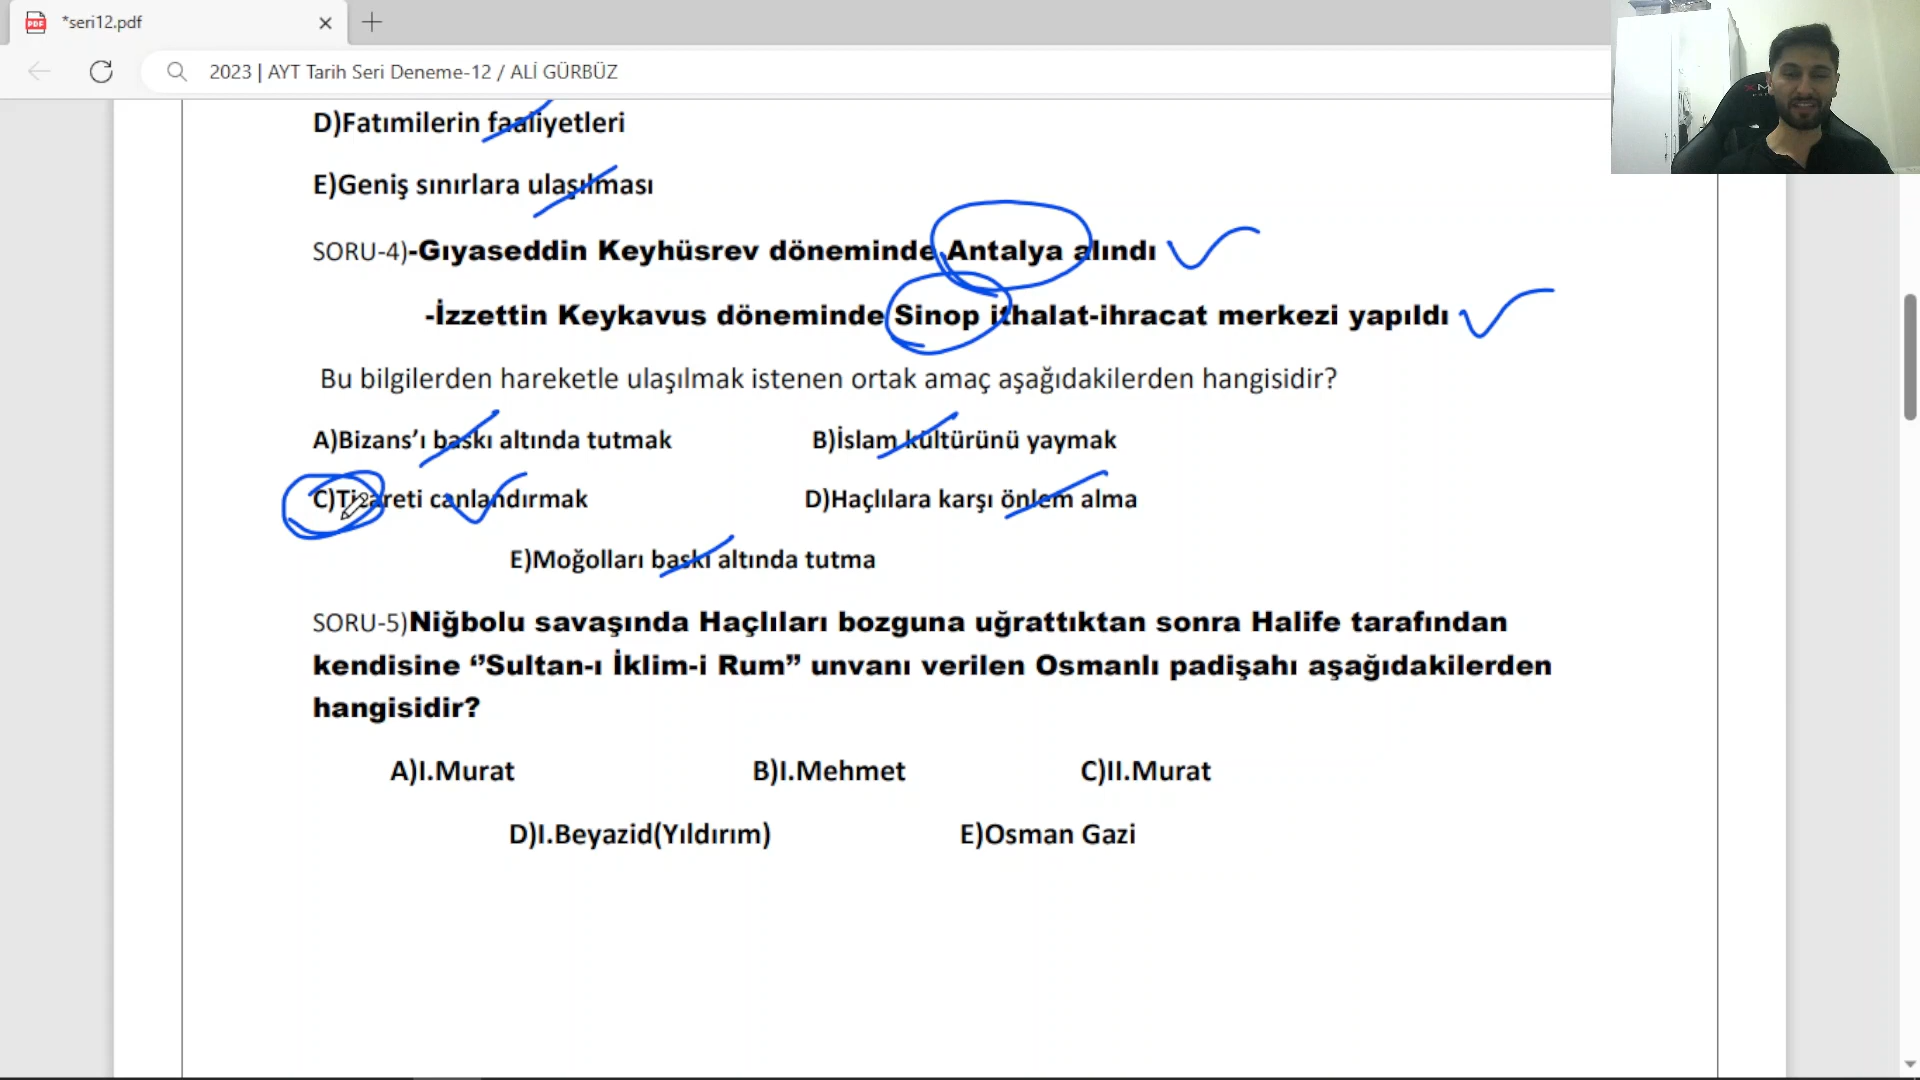 *seri12.pdf
2023 | AYT Tarih Seri Deneme-12 / ALİ GÜRBÜZ
D)Fatımilerin faaliyetleri
E)Geniş sınırlara ulaşılması
SORU-4)-Gıyaseddin Keyhüsrev döneminde Antalya alındı
-İzzettin Keykavus döneminde Sinop ithalat-ihracat merkezi yapıldı
Bu bilgilerden hareketle ulaşılmak istenen ortak amaç aşağıdakilerden hangisidir?
A)Bizans’ı baskı altında tutmak B)İslam kültürünü yaymak
C)Ticareti canlandırmak D)Haçlılara karşı önlem alma
E)Moğolları baskı altında tutma
SORU-5)Niğbolu savaşında Haçlıları bozguna uğrattıktan sonra Halife tarafından
kendisine ‘’Sultan-ı İklim-i Rum” unvanı verilen Osmanlı padişahı aşağıdakilerden
hangisidir?
A)I.Murat B)I.Mehmet C)II.Murat
D)I.Beyazid(Yıldırım) E)Osman Gazi